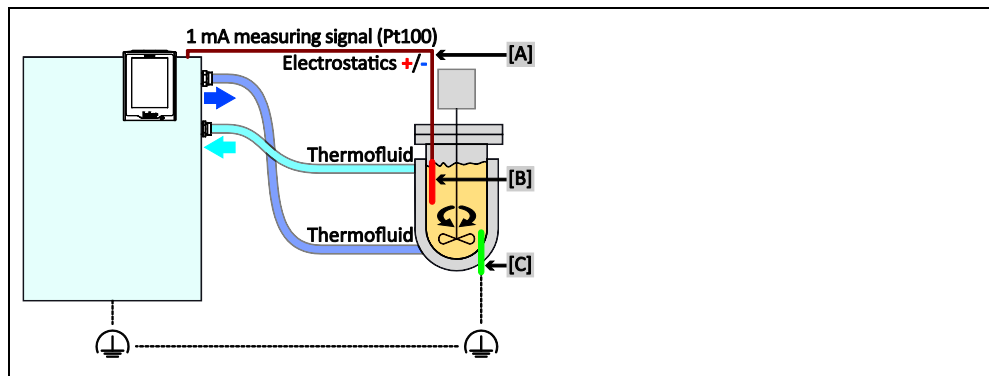 1 mA measuring signal (Pt100)
Electrostatics +/-
[A]
Thermofluid
[B]
Thermofluid
[C]